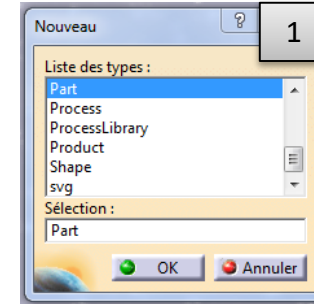 Nouveau
?
1
Liste des types :
Part
Process
ProcessLibrary
Product
Shape
svg
Sélection :
Part
OK
Annuler